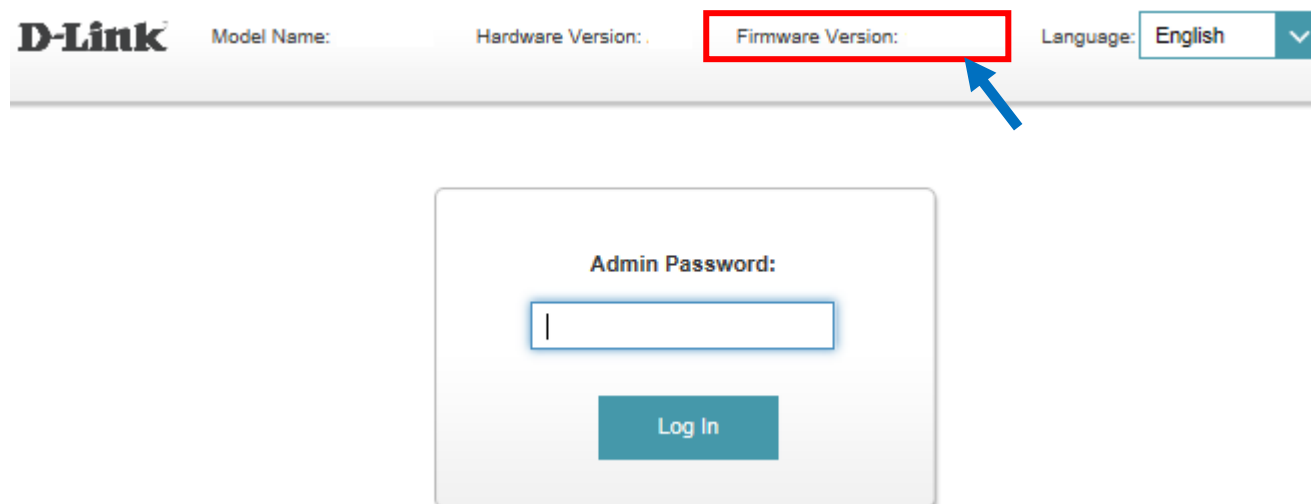 D-Link Model Name: Hardware Version: Firmware Version: Language: English
Admin Password:
Log In